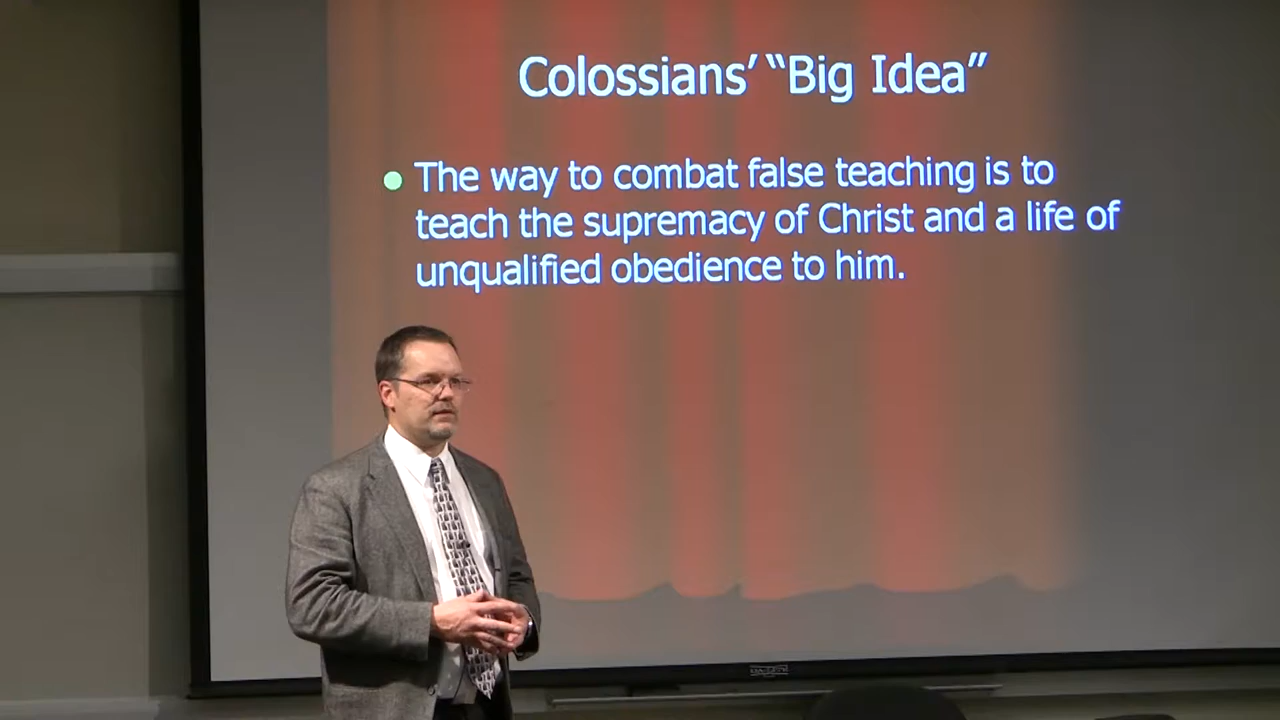 Colossians’ “Big Idea”
The way to combat false teaching is to
teach the supremacy of Christ and a life of
unqualified obedience to him.